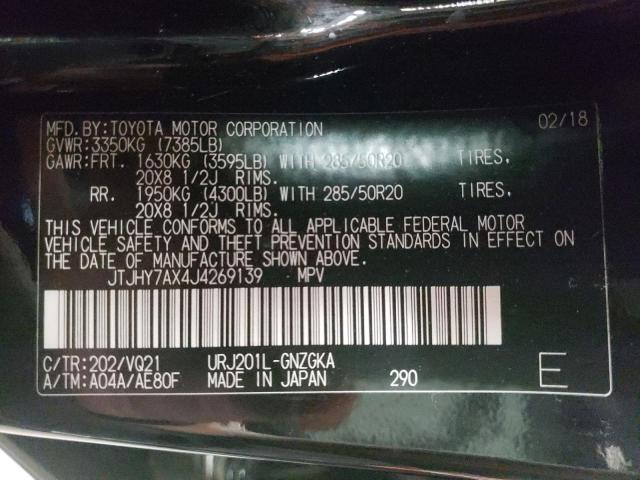 MFD.BY:TOYOTA MOTOR CORPORATION 02/18
GVWR:3350KG (7385LB)
GAWR:FRT. 1630KG (3595LB) WITH 285/50R20 TIRES,
20X8 1/2J RIMS.
RR. 1950KG (4300LB) WITH 285/50R20 TIRES,
20X8 1/2J RIMS.
THIS VEHICLE CONFORMS TO ALL APPLICABLE FEDERAL MOTOR
VEHICLE SAFETY AND THEFT PREVENTION STANDARDS IN EFFECT ON
THE DATE OF MANUFACTURE SHOWN ABOVE.
JTJHY7AX4J4269139 MPV
C/TR:202/VQ21 URJ201L-GNZGKA
A/TM:A04A/AE80F MADE IN JAPAN 290 E